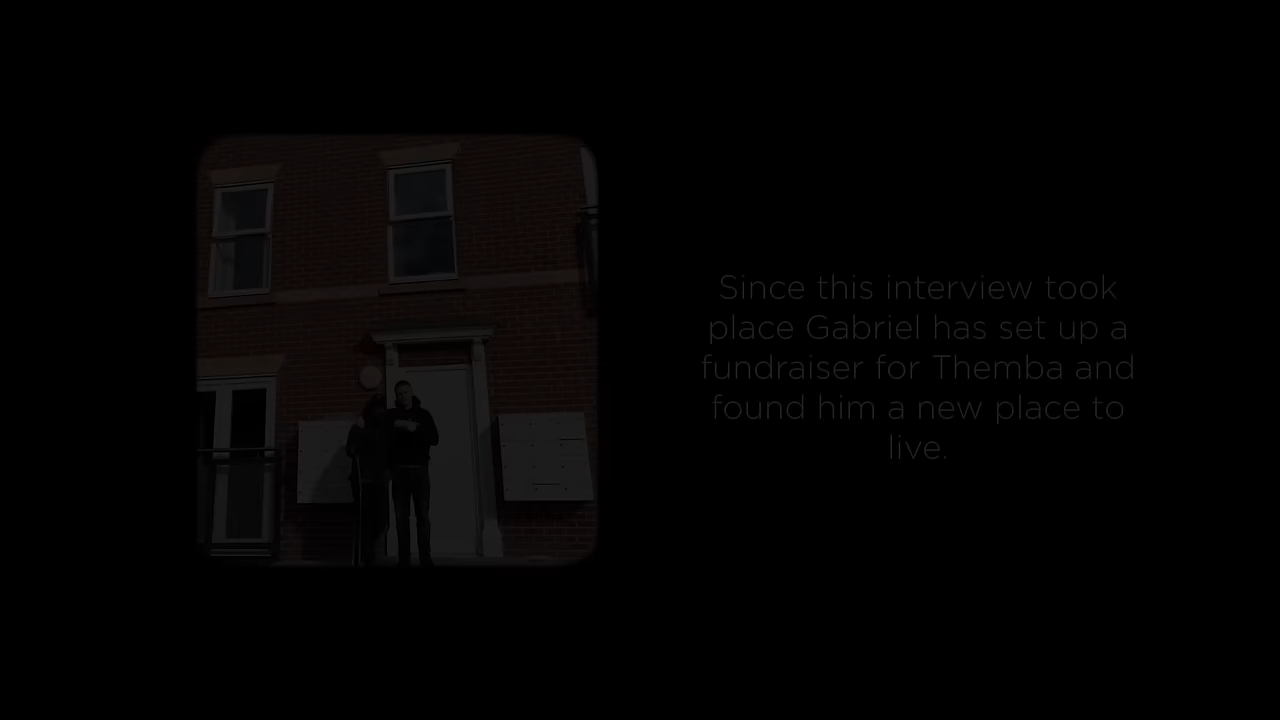 Since this interview took
place Gabriel has set up a
fundraiser for Themba and
found him a new place to
live.